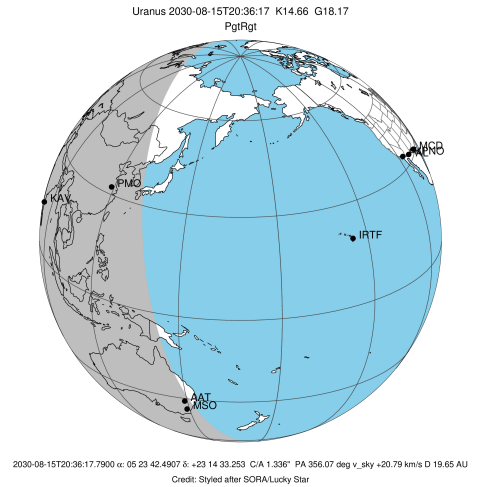 Uranus 2030-08-15T20:36:17 K14.66 G18.17
PgtRgt
MCD
KAV
PMO
IRTF
AAT
MSO
2030-08-15T20:36:17.7900 α: 05 23 42.4907 δ: +23 14 33.253 C/A 1.336" PA 356.07 deg v_sky +20.79 km/s D 19.65 AU
Credit: Styled after SORA/Lucky Star